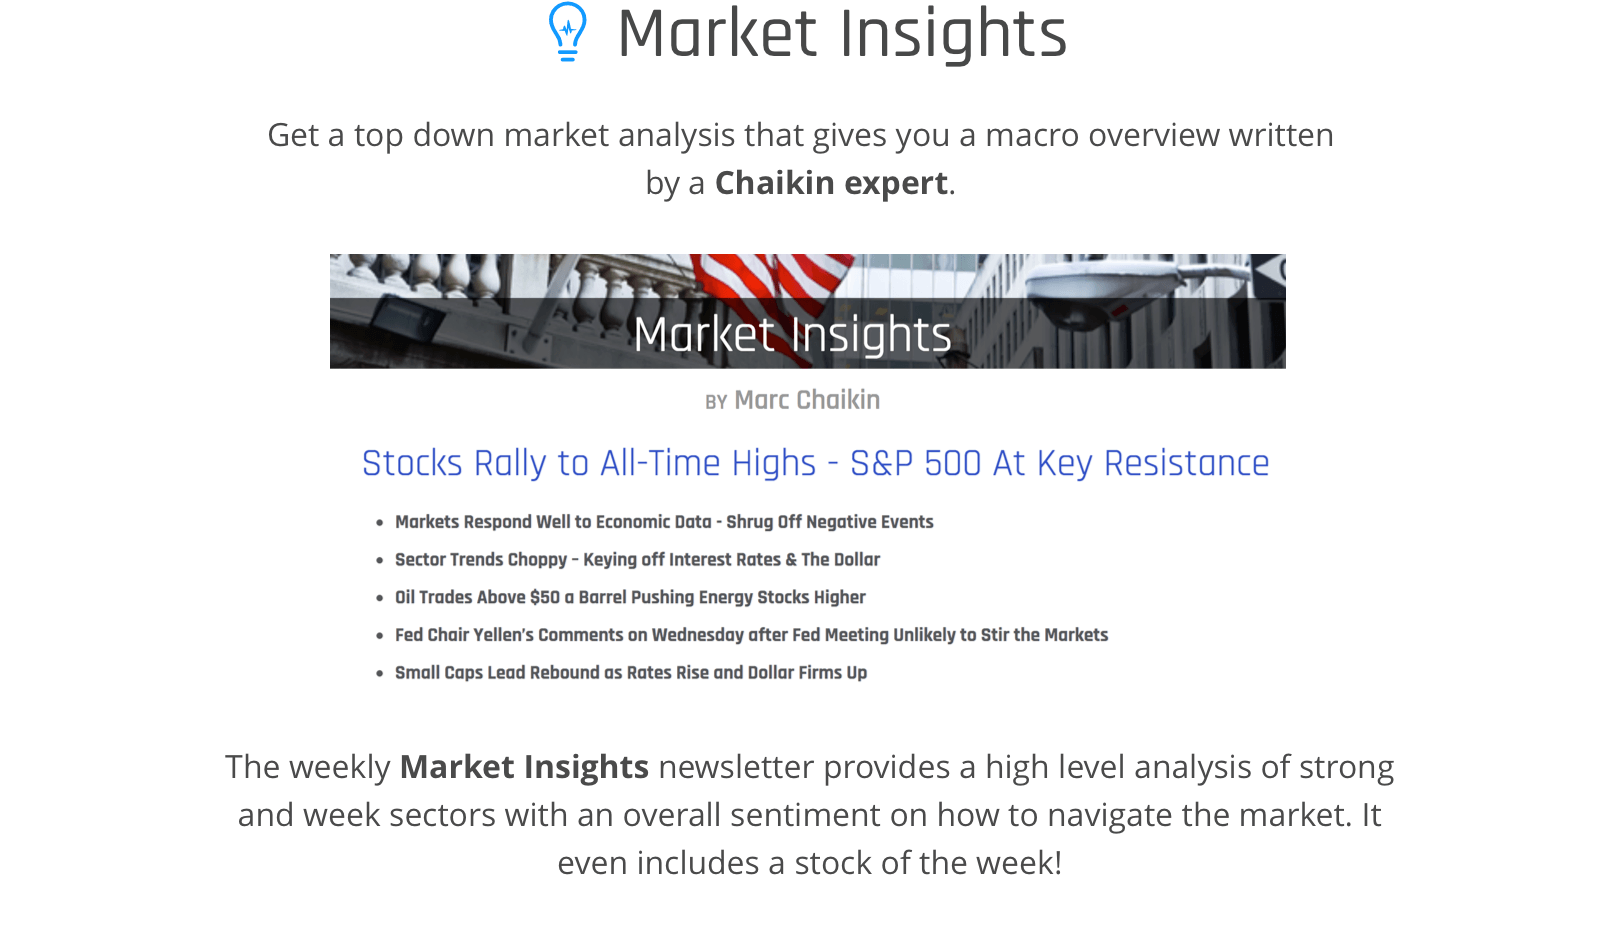 Market Insights
Get a top down market analysis that gives you a macro overview written
by a Chaikin expert.
Market Insights
BY Marc Chaikin
Stocks Rally to All-Time Highs - S&P 500 At Key Resistance
• Markets Respond Well to Economic Data - Shrug Off Negative Events
• Sector Trends Choppy – Keying off Interest Rates & The Dollar
• Oil Trades Above $50 a Barrel Pushing Energy Stocks Higher
• Fed Chair Yellen's Comments on Wednesday after Fed Meeting Unlikely to Stir the Markets
• Small Caps Lead Rebound as Rates Rise and Dollar Firms Up
The weekly Market Insights newsletter provides a high level analysis of strong
and week sectors with an overall sentiment on how to navigate the market. It
even includes a stock of the week!